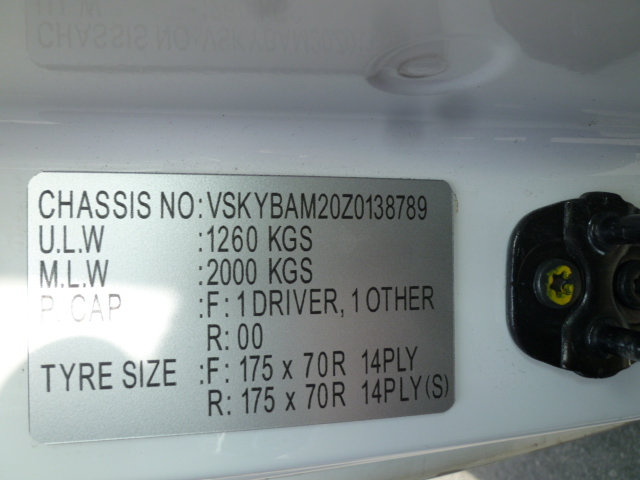 CHASSIS NO:VSKYBAM20Z0138789
U.L.W :1260 KGS
M.L.W :2000 KGS
P. CAP :F: 1 DRIVER, 1 OTHER
R: 00
TYRE SIZE :F: 175 x 70R 14PLY
R: 175 x 70R 14PLY(S)